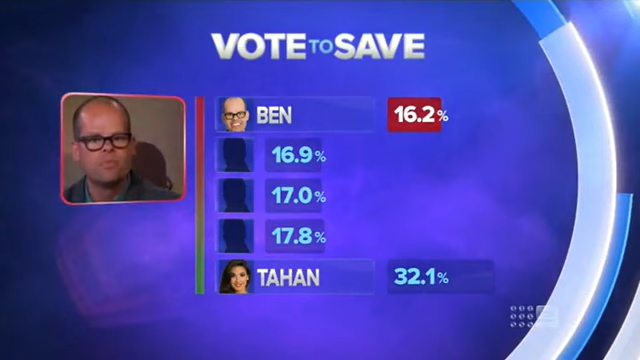 VOTE TO SAVE
BEN 16.2%
16.9%
17.0%
17.8%
TAHAN 32.1%